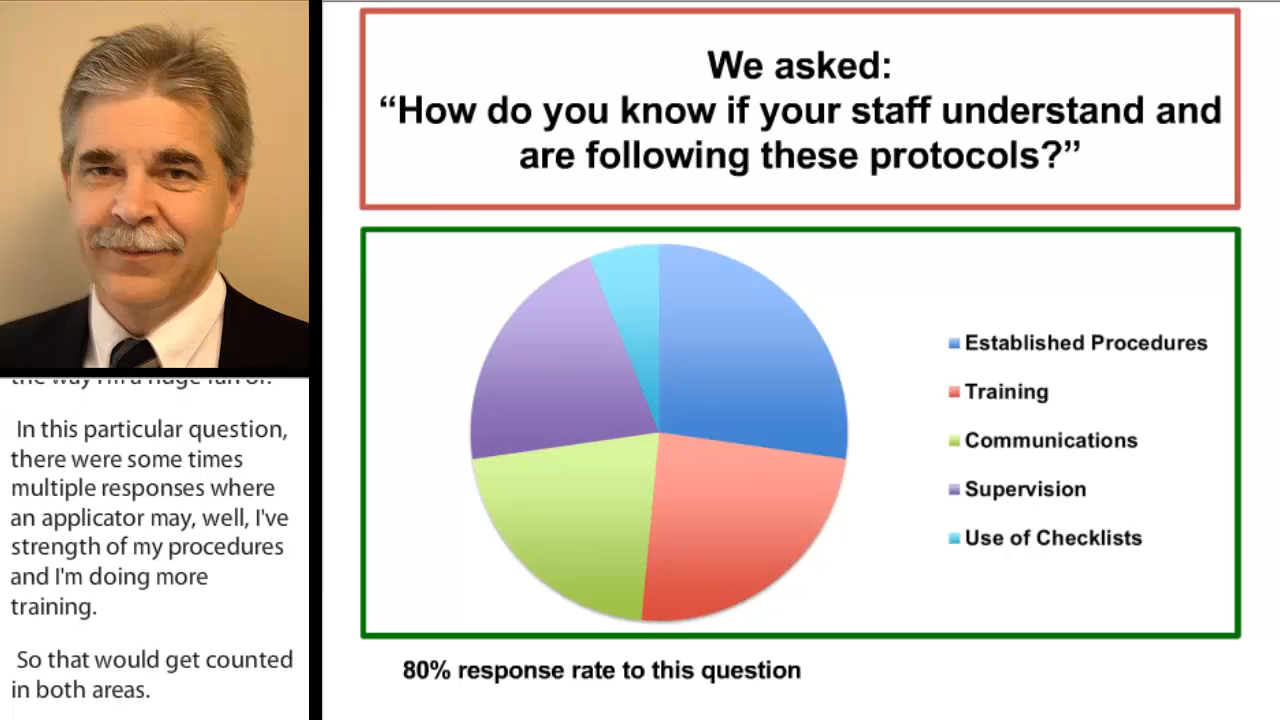 We asked:
“How do you know if your staff understand and
are following these protocols?”
Established Procedures
Training
Communications
Supervision
Use of Checklists
80% response rate to this question
In this particular question,
there were some times
multiple responses where
an applicator may, well, I've
strength of my procedures
and I'm doing more
training.
So that would get counted
in both areas.